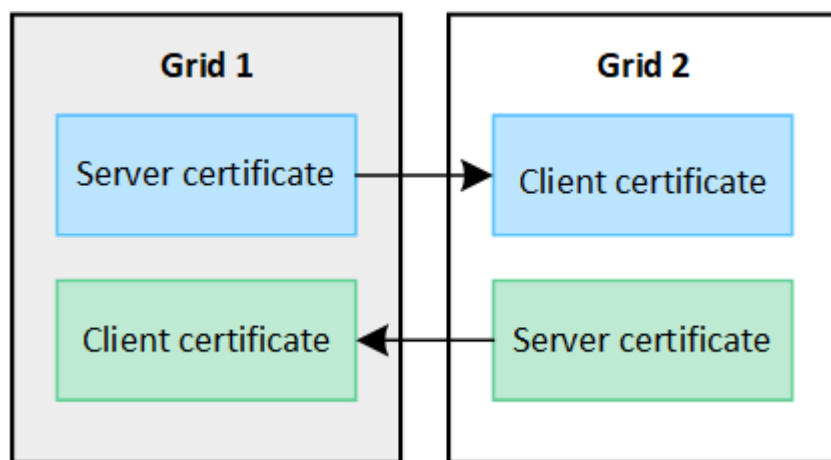 Grid 1
Server certificate
Client certificate
Grid 2
Client certificate
Server certificate